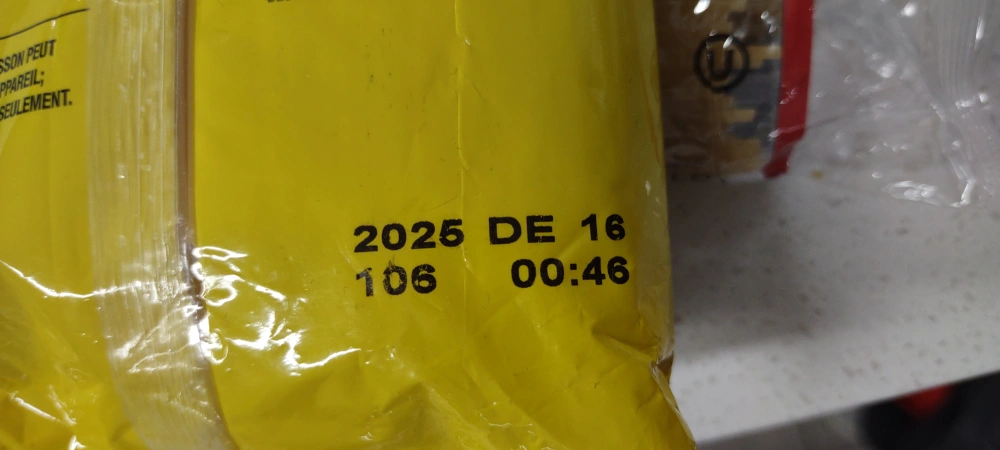 SSON PEUT
PPAREIL;
SEULEMENT.
U
2025 DE 16
106 00:46